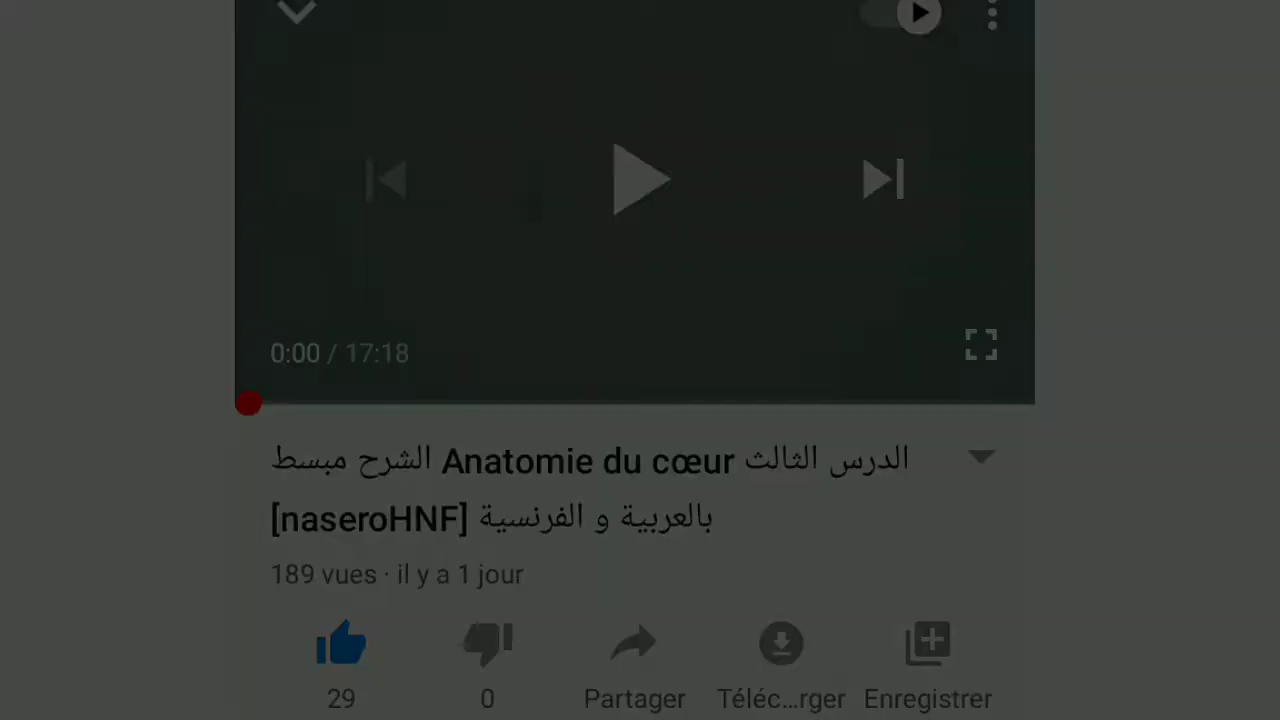 0:00 / 17:18
الدرس الثالث Anatomie du cœur الشرح مبسط
بالعربية و الفرنسية [naseroHNF]
189 vues · il y a 1 jour
29
0
Partager
Téléc...rger
Enregistrer